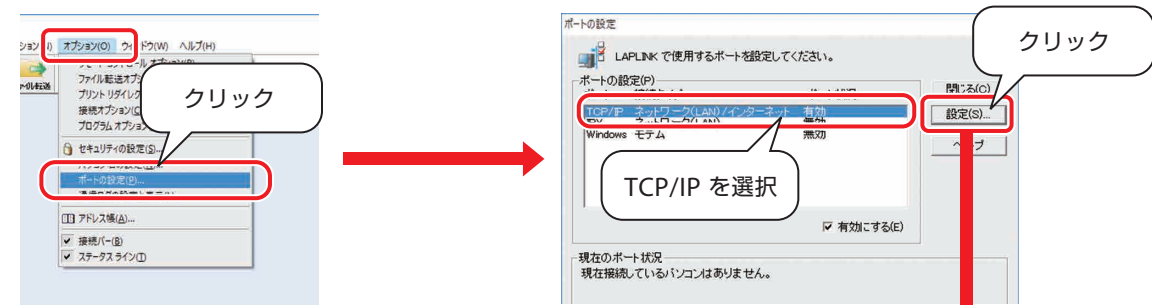 オプション(O) ウィンドウ(W) ヘルプ(H)
ファイル転送
プリント リダイレク
接続オプション(C
プログラム オプション
クリック
セキュリティの設定(S)...
ポートの設定(P)...
アドレス帳(A)...
接続バー(B)
ステータス ライン(T)
ポートの設定
LAPLINK で使用するポートを設定してください。
ポートの設定(P)
TCP/IP ネットワーク(LAN)/インターネット 有効
無効
Windows モデム 無効
TCP/IP を選択
有効にする(E)
現在のポート状況
現在接続しているパソコンはありません。
クリック
閉じる(C)
設定(S)...